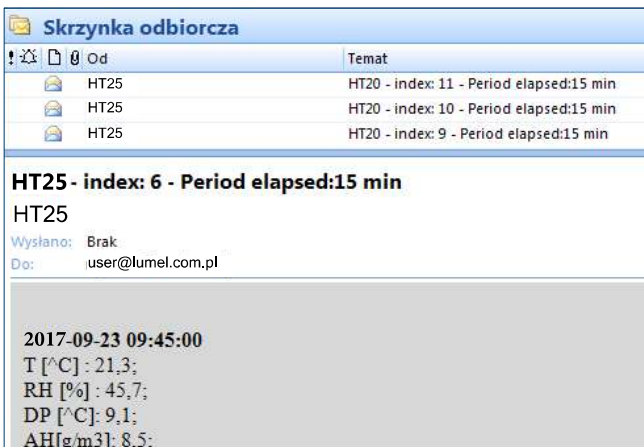 Skrzynka odbiorcza
! Od Temat
HT25 HT20 - index: 11 - Period elapsed:15 min
HT25 HT20 - index: 10 - Period elapsed:15 min
HT25 HT20 - index: 9 - Period elapsed:15 min
HT25 - index: 6 - Period elapsed:15 min
HT25
Wysłano: Brak
Do: user@lumel.com.pl
2017-09-23 09:45:00
T [^C] : 21,3;
RH [%] : 45,7;
DP [^C]: 9,1;
AH[g/m3]: 8,5;